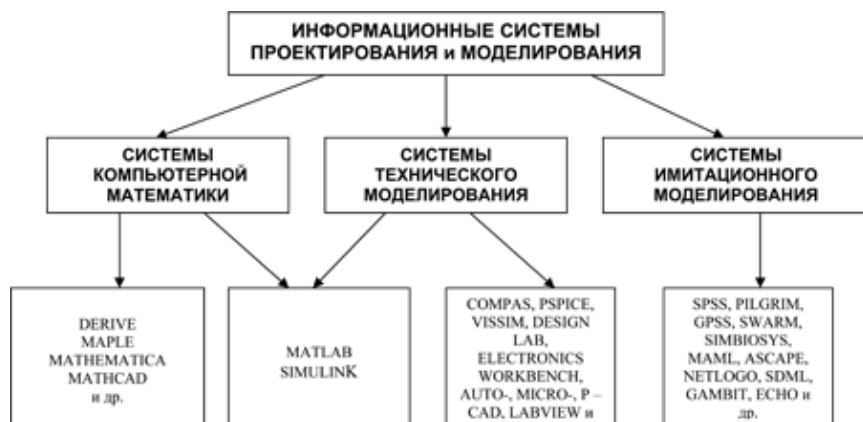 ИНФОРМАЦИОННЫЕ СИСТЕМЫ
ПРОЕКТИРОВАНИЯ и МОДЕЛИРОВАНИЯ
СИСТЕМЫ
КОМПЬЮТЕРНОЙ
МАТЕМАТИКИ
СИСТЕМЫ
ТЕХНИЧЕСКОГО
МОДЕЛИРОВАНИЯ
СИСТЕМЫ
ИМИТАЦИОННОГО
МОДЕЛИРОВАНИЯ
DERIVE
MAPLE
MATHEMATICA
MATHCAD
и др.
MATLAB
SIMULINK
COMPAS, PSPICE,
VISSIM, DESIGN
LAB,
ELECTRONICS
WORKBENCH,
AUTO-, MICRO-, P –
CAD, LABVIEW и
SPSS, PILGRIM,
GPSS, SWARM,
SIMBIOSYS,
MAML, ASCAPE,
NETLOGO, SDML,
GAMBIT, ECHO и
др.